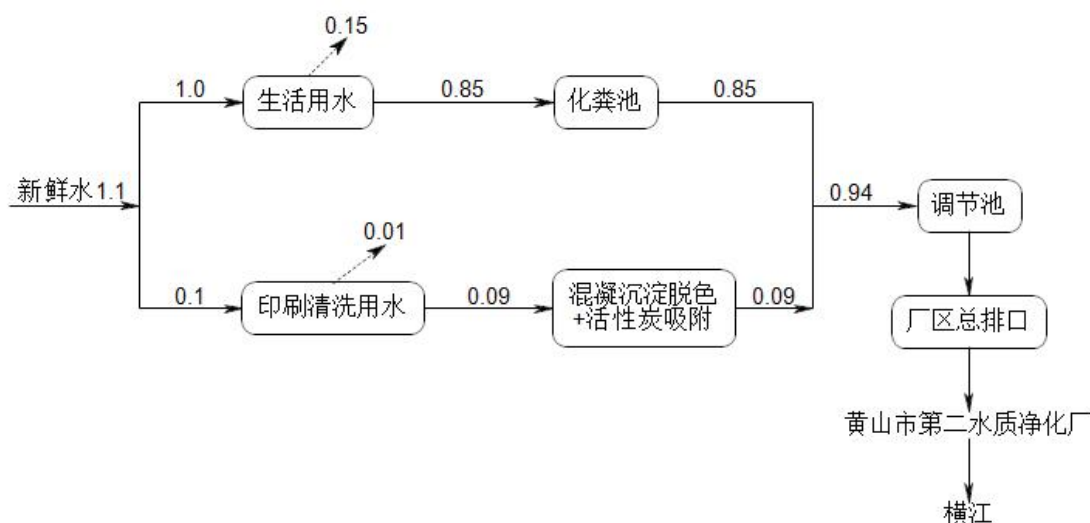 0.15
1.0
生活用水
0.85
化粪池
0.85
新鲜水1.1
0.94
调节池
0.01
0.1
印刷清洗用水
0.09
混凝沉淀脱色
+活性炭吸附
0.09
厂区总排口
黄山市第二水质净化厂
横江